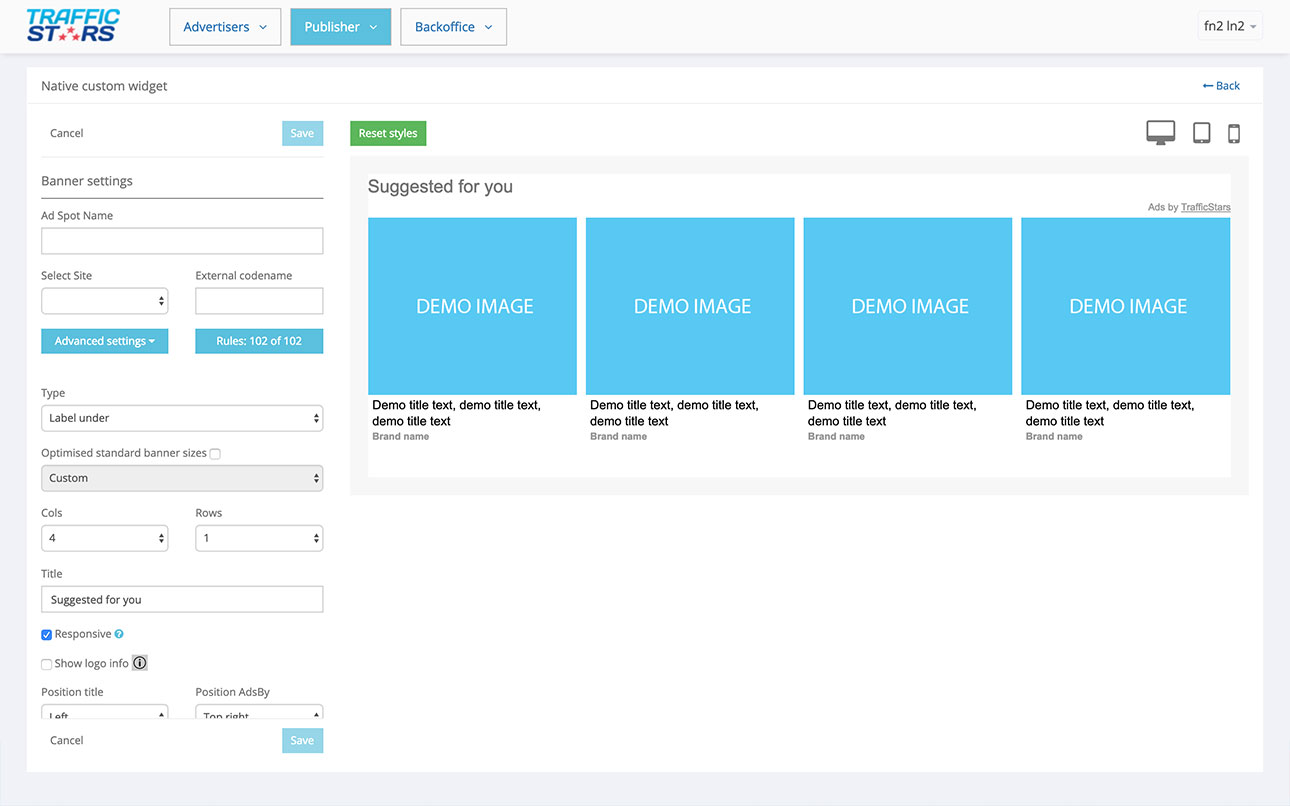 TRAFFIC
STARS
Advertisers
Publisher
Backoffice
fn2 ln2
Native custom widget
← Back
Cancel
Save
Reset styles
Banner settings
Ad Spot Name
Select Site
External codename
Advanced settings
Rules: 102 of 102
Type
Label under
Optimised standard banner sizes
Custom
Cols
Rows
4
1
Title
Suggested for you
Responsive ?
Show logo info
Position title
Position AdsBy
Left
Top right
Cancel
Save
Suggested for you
Ads by TrafficStars
DEMO IMAGE
DEMO IMAGE
DEMO IMAGE
DEMO IMAGE
Demo title text, demo title text,
demo title text
Brand name
Demo title text, demo title text,
demo title text
Brand name
Demo title text, demo title text,
demo title text
Brand name
Demo title text, demo title text,
demo title text
Brand name